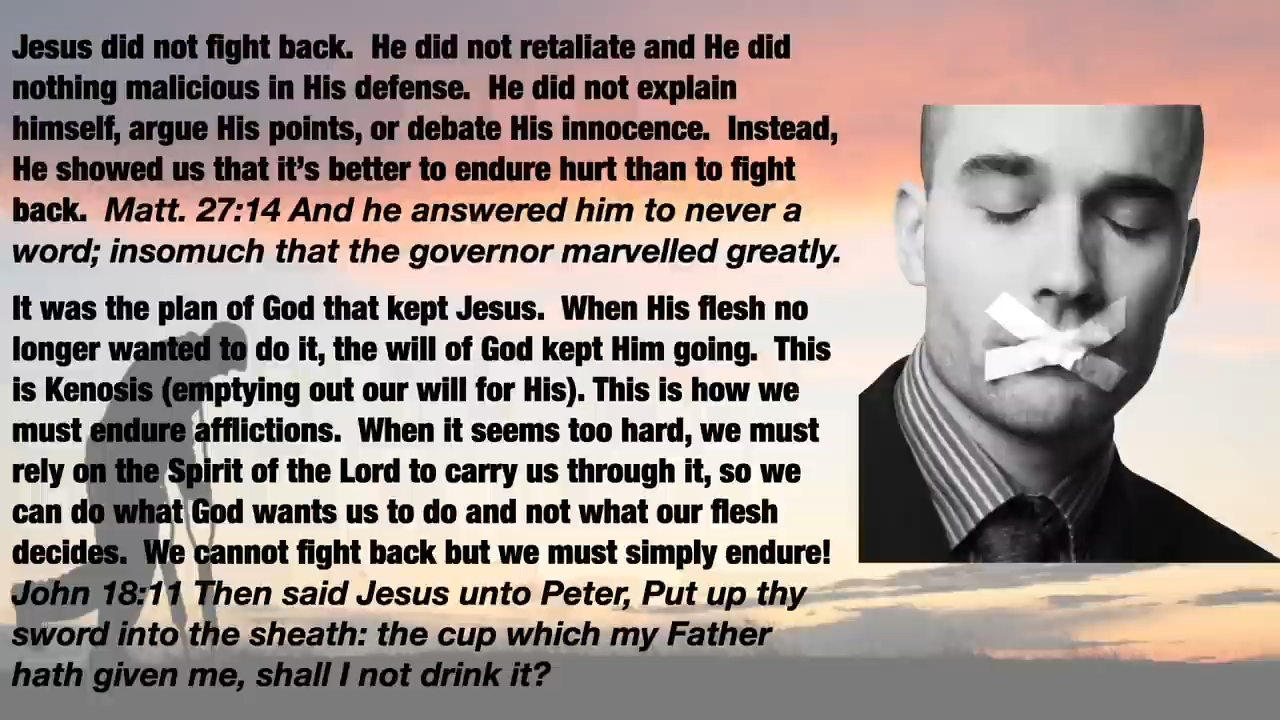 Jesus did not fight back.  He did not retaliate and He did
nothing malicious in His defense.  He did not explain
himself, argue His points, or debate His innocence.  Instead,
He showed us that it’s better to endure hurt than to fight
back.  Matt. 27:14 And he answered him to never a
word; insomuch that the governor marvelled greatly.
It was the plan of God that kept Jesus.  When His flesh no
longer wanted to do it, the will of God kept Him going.  This
is Kenosis (emptying out our will for His). This is how we
must endure afflictions.  When it seems too hard, we must
rely on the Spirit of the Lord to carry us through it, so we
can do what God wants us to do and not what our flesh
decides.  We cannot fight back but we must simply endure!
John 18:11 Then said Jesus unto Peter, Put up thy
sword into the sheath: the cup which my Father
hath given me, shall I not drink it?